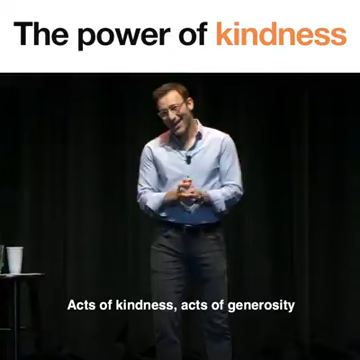 The power of kindness
Acts of kindness, acts of generosity